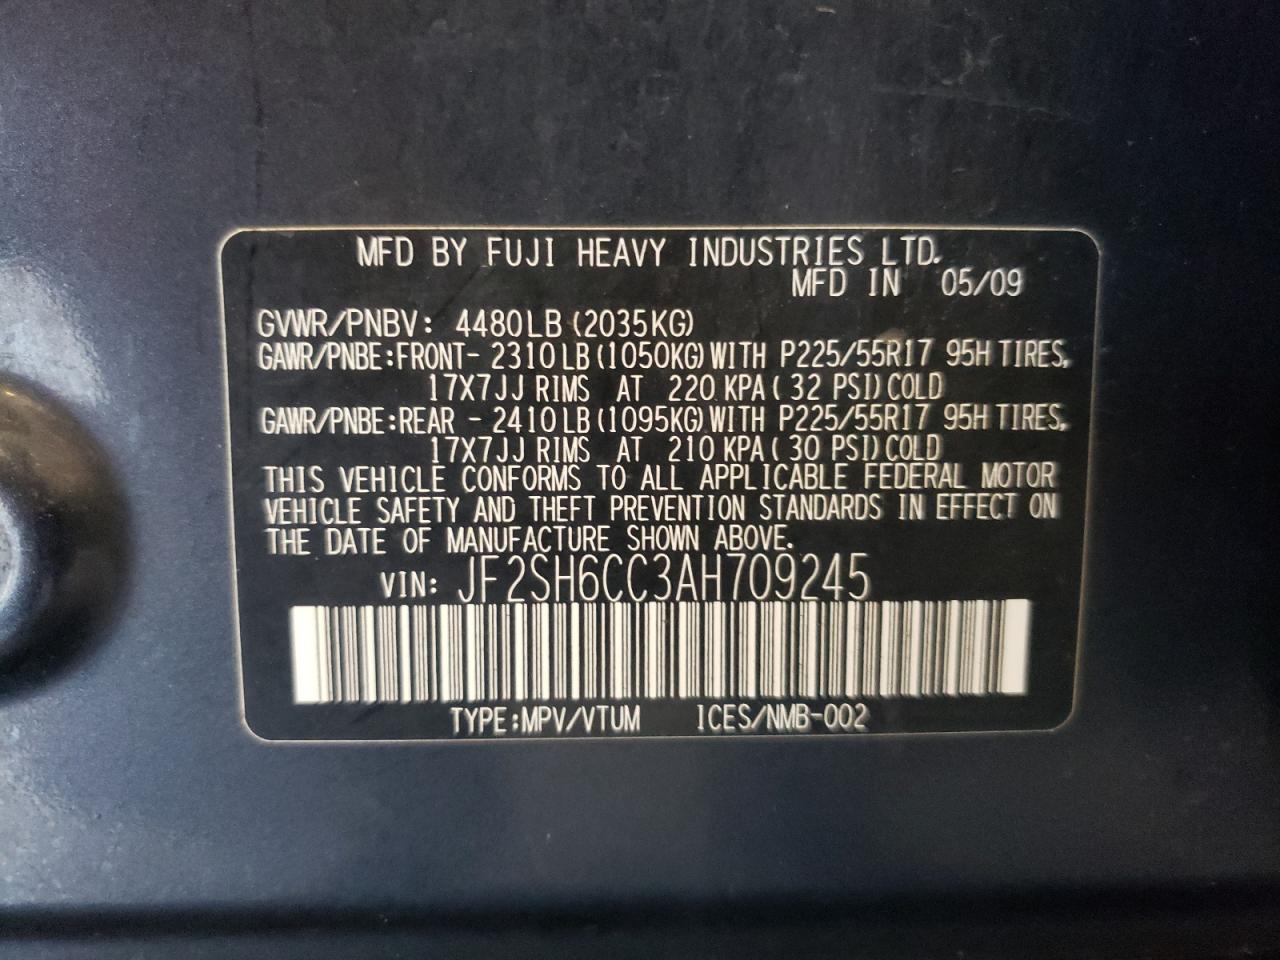 MFD BY FUJI HEAVY INDUSTRIES LTD.
MFD IN 05/09
GVWR/PNBV: 4480LB(2035KG)
GAWR/PNBE:FRONT- 2310LB(1050KG)WITH P225/55R17 95H TIRES,
17X7JJ RIMS AT 220 KPA( 32 PSI)COLD
GAWR/PNBE:REAR - 2410LB(1095KG)WITH P225/55R17 95H TIRES,
17X7JJ RIMS AT 210 KPA( 30 PSI)COLD
THIS VEHICLE CONFORMS TO ALL APPLICABLE FEDERAL MOTOR
VEHICLE SAFETY AND THEFT PREVENTION STANDARDS IN EFFECT ON
THE DATE OF MANUFACTURE SHOWN ABOVE.
VIN: JF2SH6CC3AH709245
TYPE:MPV/VTUM ICES/NMB-002